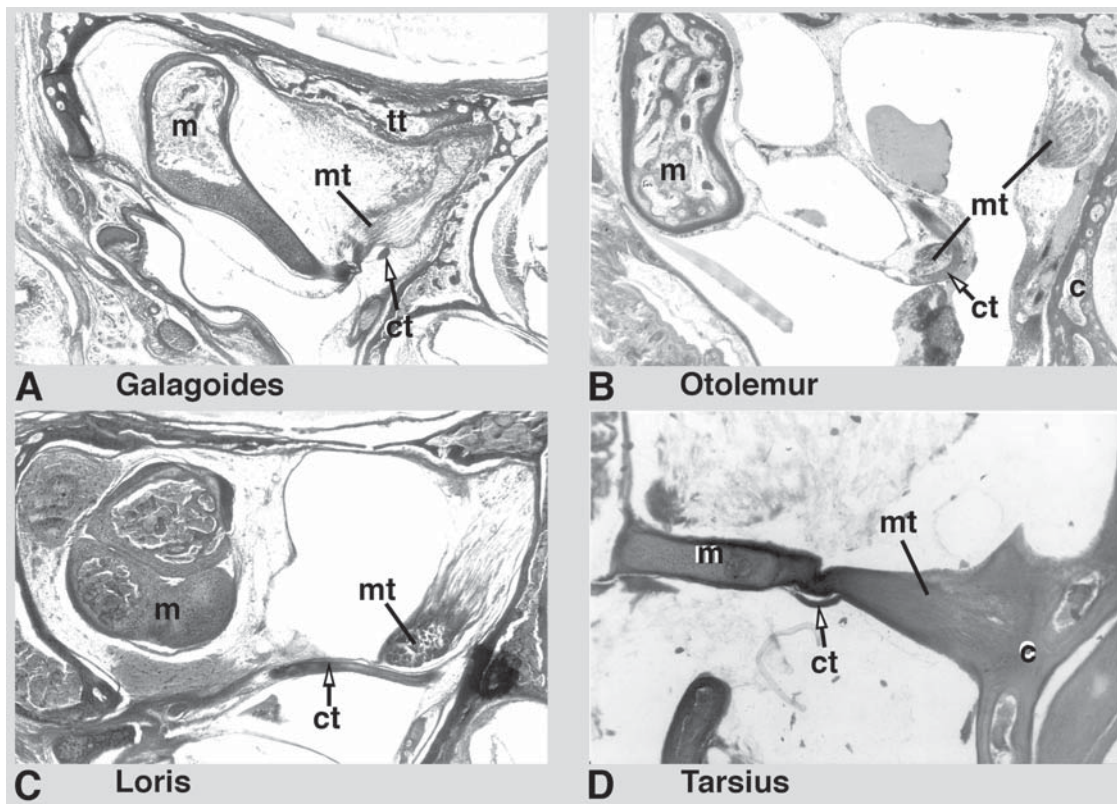 m
tt
mt
ct
A Galagoides
m
mt
ct
c
B Otolemur
m
mt
ct
C Loris
m
mt
ct
c
D Tarsius